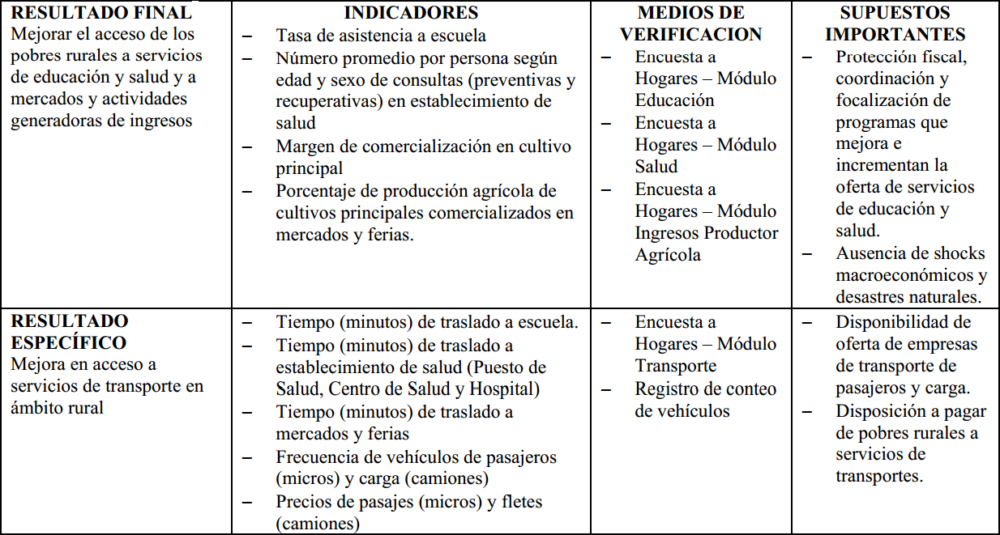 RESULTADO FINAL
Mejorar el acceso de los
pobres rurales a servicios
de educación y salud y a
mercados y actividades
generadoras de ingresos
INDICADORES
– Tasa de asistencia a escuela
– Número promedio por persona según
edad y sexo de consultas (preventivas y
recuperativas) en establecimiento de
salud
– Margen de comercialización en cultivo
principal
– Porcentaje de producción agrícola de
cultivos principales comercializados en
mercados y ferias.
MEDIOS DE
VERIFICACION
– Encuesta a
Hogares – Módulo
Educación
– Encuesta a
Hogares – Módulo
Salud
– Encuesta a
Hogares – Módulo
Ingresos Productor
Agrícola
SUPUESTOS
IMPORTANTES
– Protección fiscal,
coordinación y
focalización de
programas que
mejora e
incrementan la
oferta de servicios
de educación y
salud.
– Ausencia de shocks
macroeconómicos y
desastres naturales.
RESULTADO
ESPECÍFICO
Mejora en acceso a
servicios de transporte en
ámbito rural
– Tiempo (minutos) de traslado a escuela.
– Tiempo (minutos) de traslado a
establecimiento de salud (Puesto de
Salud, Centro de Salud y Hospital)
– Tiempo (minutos) de traslado a
mercados y ferias
– Frecuencia de vehículos de pasajeros
(micros) y carga (camiones)
– Precios de pasajes (micros) y fletes
(camiones)
– Encuesta a
Hogares – Módulo
Transporte
– Registro de conteo
de vehículos
– Disponibilidad de
oferta de empresas
de transporte de
pasajeros y carga.
– Disposición a pagar
de pobres rurales a
servicios de
transportes.